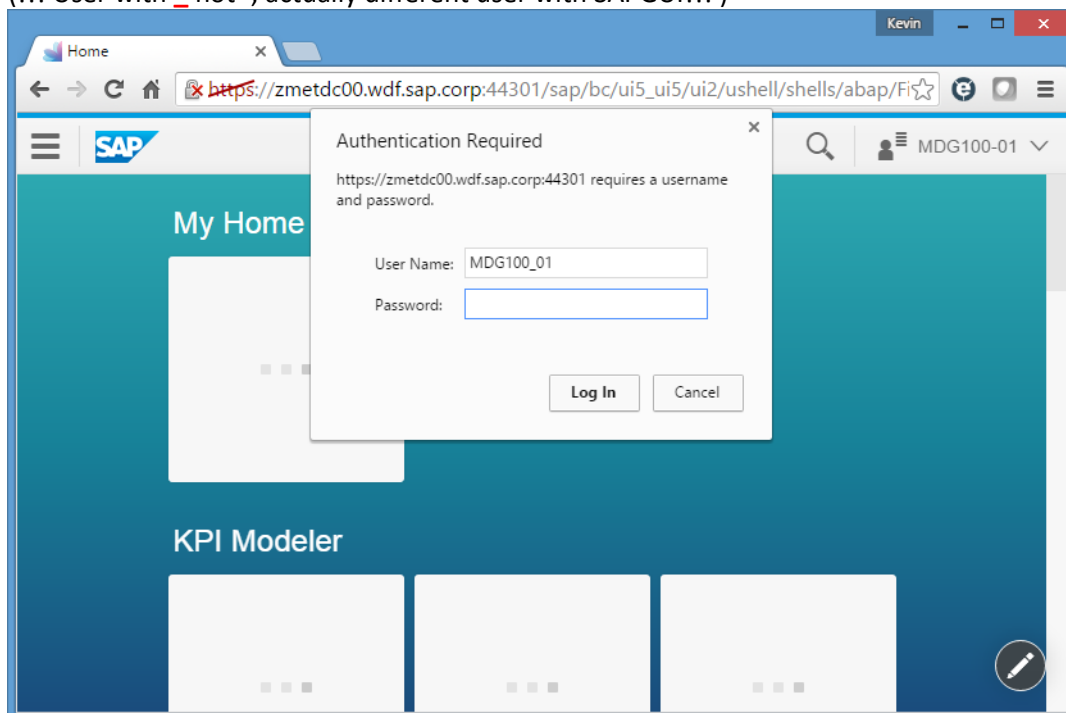 Kevin
Home
https://zmetdc00.wdf.sap.corp:44301/sap/bc/ui5_ui5/ui2/ushell/shells/abap/Fi
SAP
MDG100-01
Authentication Required
https://zmetdc00.wdf.sap.corp:44301 requires a username
and password.
My Home
User Name: MDG100_01
Password:
Log In Cancel
KPI Modeler